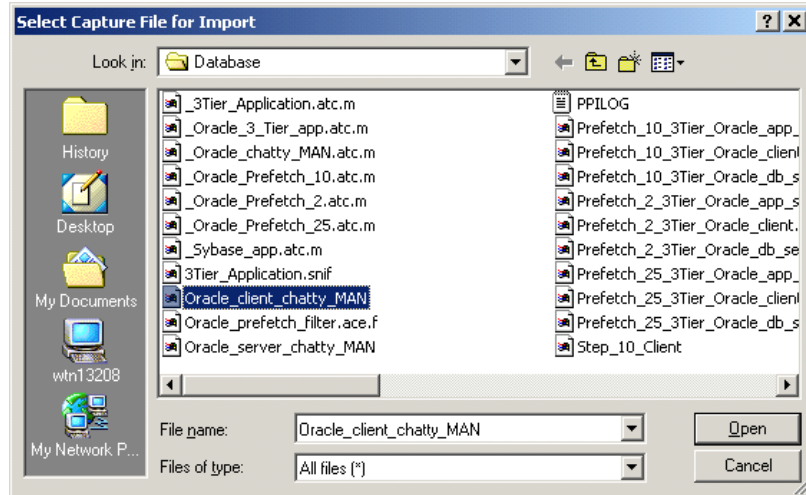 Select Capture File for Import
Look in: Database
History
Desktop
My Documents
wtn13208
My Network P...
_3Tier_Application.atc.m
_Oracle_3_Tier_app.atc.m
_Oracle_chatty_MAN.atc.m
_Oracle_Prefetch_10.atc.m
_Oracle_Prefetch_2.atc.m
_Oracle_Prefetch_25.atc.m
_Sybase_app.atc.m
3Tier_Application.snif
Oracle_client_chatty_MAN
Oracle_prefetch_filter.ace.f
Oracle_server_chatty_MAN
PPILOG
Prefetch_10_3Tier_Oracle_app_
Prefetch_10_3Tier_Oracle_client
Prefetch_10_3Tier_Oracle_db_s
Prefetch_2_3Tier_Oracle_app_s
Prefetch_2_3Tier_Oracle_client.
Prefetch_2_3Tier_Oracle_db_se
Prefetch_25_3Tier_Oracle_app_
Prefetch_25_3Tier_Oracle_client
Prefetch_25_3Tier_Oracle_db_s
Step_10_Client
File name: Oracle_client_chatty_MAN Open
Files of type: All files (*) Cancel